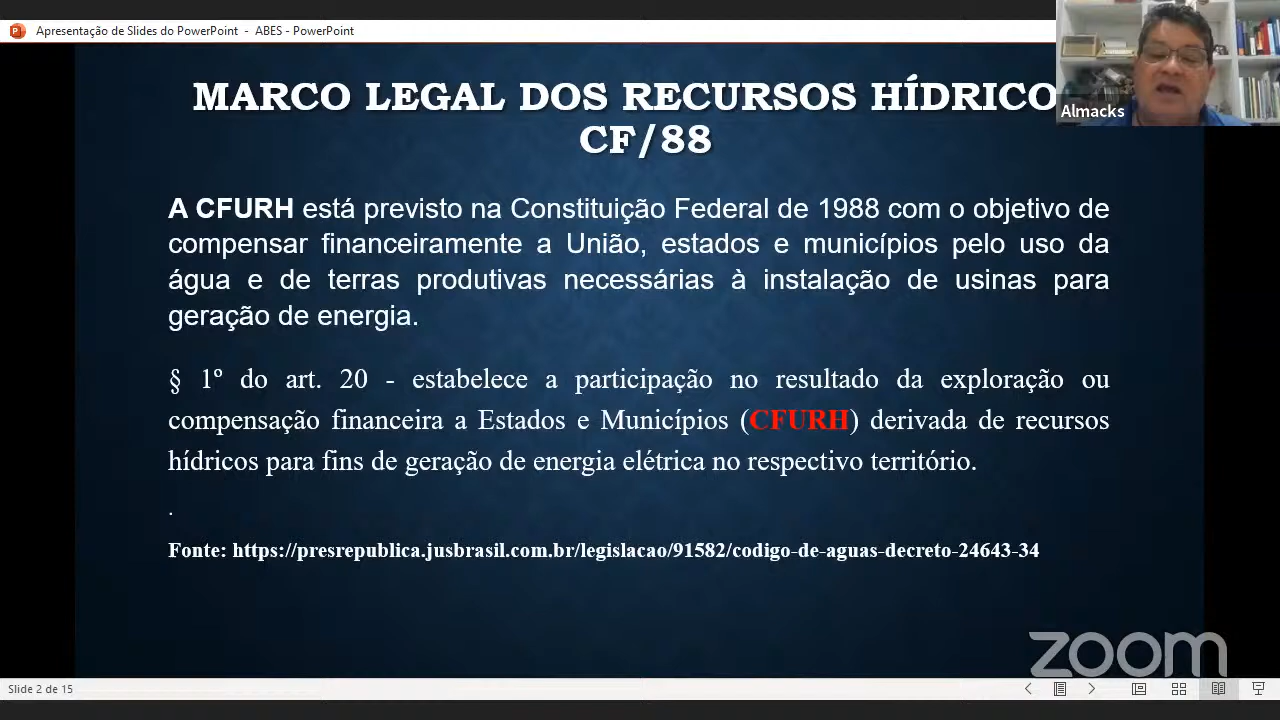 Apresentação de Slides do PowerPoint - ABES - PowerPoint
MARCO LEGAL DOS RECURSOS HÍDRICO
CF/88
Almacks
A CFURH está previsto na Constituição Federal de 1988 com o objetivo de
compensar financeiramente a União, estados e municípios pelo uso da
água e de terras produtivas necessárias à instalação de usinas para
geração de energia.
§ 1º do art. 20 - estabelece a participação no resultado da exploração ou
compensação financeira a Estados e Municípios (CFURH) derivada de recursos
hídricos para fins de geração de energia elétrica no respectivo território.
.
Fonte: https://presrepublica.jusbrasil.com.br/legislacao/91582/codigo-de-aguas-decreto-24643-34
zoom
Slide 2 de 15